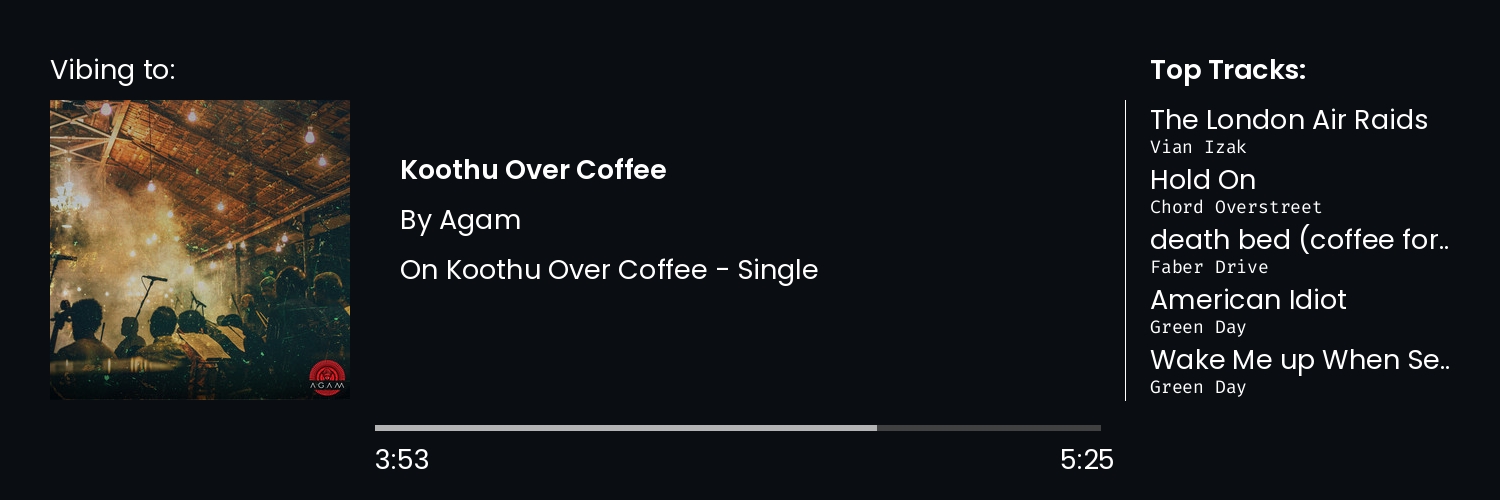 Vibing to:
AGAM
Koothu Over Coffee
By Agam
On Koothu Over Coffee - Single
3:53
5:25
Top Tracks:
The London Air Raids
Vian Izak
Hold On
Chord Overstreet
death bed (coffee for..
Faber Drive
American Idiot
Green Day
Wake Me up When Se..
Green Day